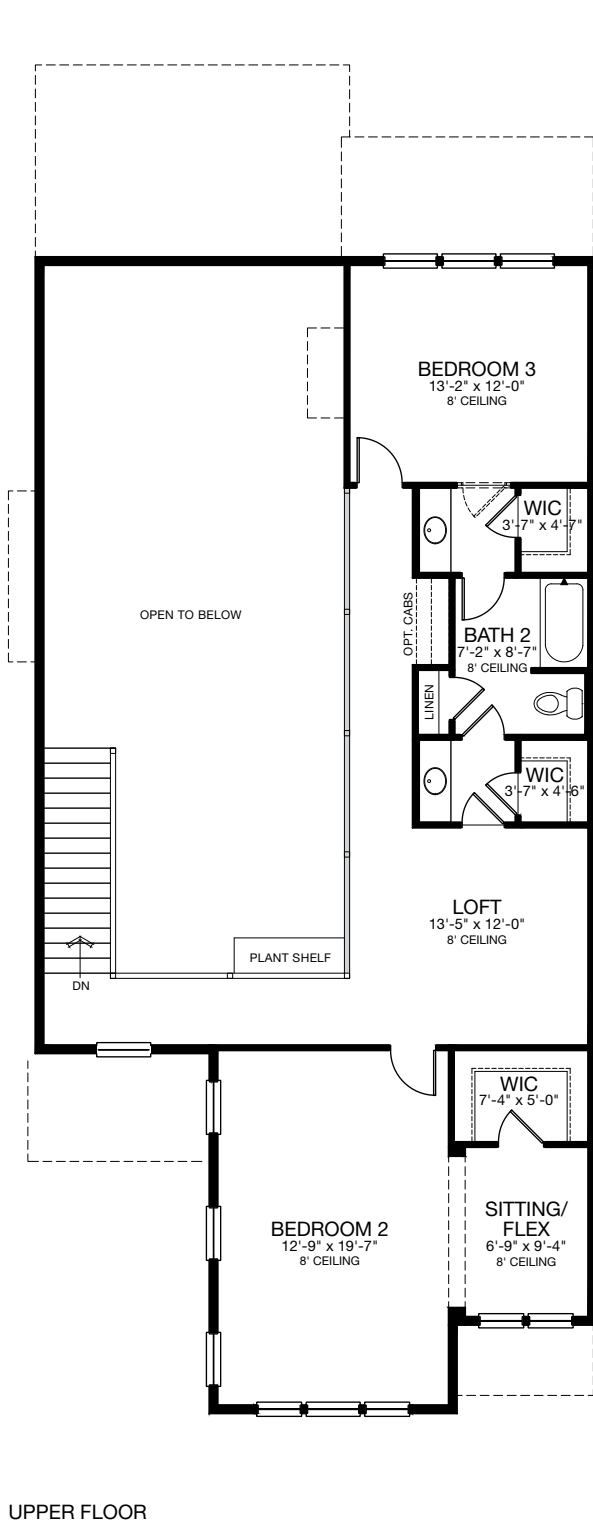 BEDROOM 3
13'-2" x 12'-0"
8' CEILING
WIC
3'-7" x 4'-7"
OPEN TO BELOW
OPT. CABS
BATH 2
7'-2" x 8'-7"
8' CEILING
LINEN
WIC
3'-7" x 4'-6"
LOFT
13'-5" x 12'-0"
8' CEILING
PLANT SHELF
DN
WIC
7'-4" x 5'-0"
SITTING/
FLEX
6'-9" x 9'-4"
8' CEILING
BEDROOM 2
12'-9" x 19'-7"
8' CEILING
UPPER FLOOR